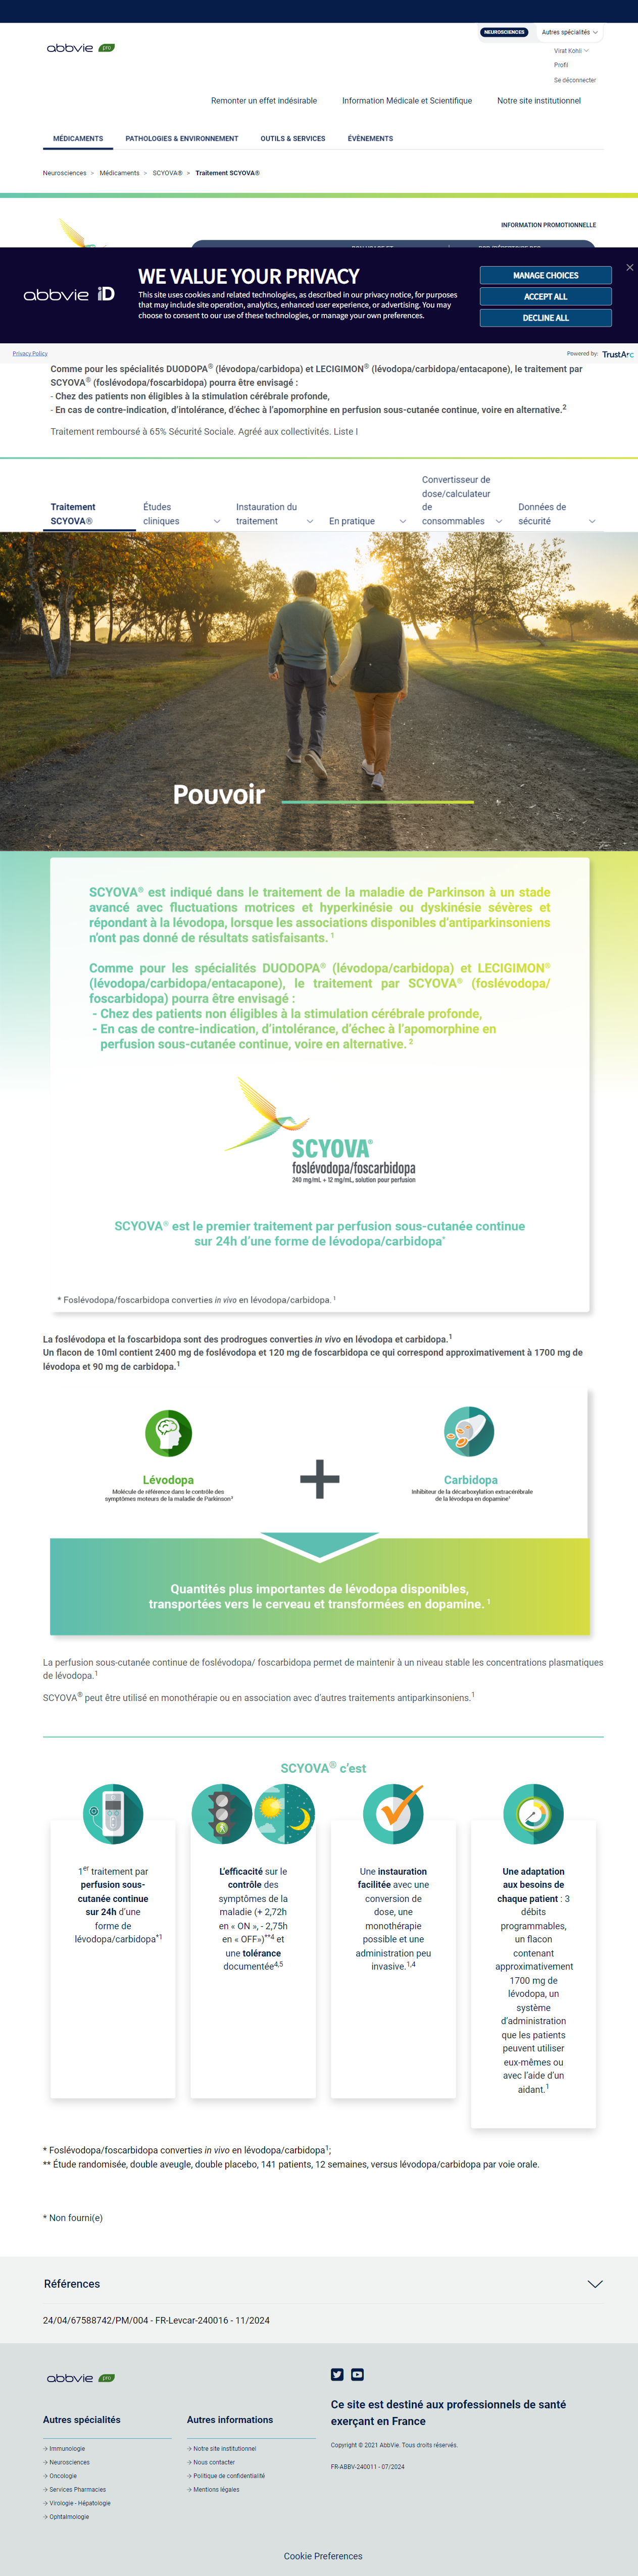 NEUROSCIENCES
Autres spécialités
abbvie pro
Virat Kohli
Profil
Se déconnecter
Remonter un effet indésirable
Information Médicale et Scientifique
Notre site institutionnel
MÉDICAMENTS
PATHOLOGIES & ENVIRONNEMENT
OUTILS & SERVICES
ÉVÈNEMENTS
Neurosciences > Médicaments > SCYOVA® > Traitement SCYOVA®
INFORMATION PROMOTIONNELLE
abbvie iD
WE VALUE YOUR PRIVACY
This site uses cookies and related technologies, as described in our privacy notice, for purposes
that may include site operation, analytics, enhanced user experience, or advertising. You may
choose to consent to our use of these technologies, or manage your own preferences.
MANAGE CHOICES
ACCEPT ALL
DECLINE ALL
Privacy Policy
Powered by: TrustArc
Comme pour les spécialités DUODOPA® (lévodopa/carbidopa) et LECIGIMON® (lévodopa/carbidopa/entacapone), le traitement par
SCYOVA® (foslévodopa/foscarbidopa) pourra être envisagé :
- Chez des patients non éligibles à la stimulation cérébrale profonde,
- En cas de contre-indication, d'intolérance, d'échec à l'apomorphine en perfusion sous-cutanée continue, voire en alternative.2
Traitement remboursé à 65% Sécurité Sociale. Agréé aux collectivités. Liste I
Traitement
SCYOVA®
Études
cliniques
Instauration du
traitement
En pratique
Convertisseur de
dose/calculateur
de
consommables
Données de
sécurité
Pouvoir
SCYOVA® est indiqué dans le traitement de la maladie de Parkinson à un stade
avancé avec fluctuations motrices et hyperkinésie ou dyskinésie sévères et
répondant à la lévodopa, lorsque les associations disponibles d'antiparkinsoniens
n'ont pas donné de résultats satisfaisants. 1
Comme pour les spécialités DUODOPA® (lévodopa/carbidopa) et LECIGIMON®
(lévodopa/carbidopa/entacapone), le traitement par SCYOVA® (foslévodopa/
foscarbidopa) pourra être envisagé :
- Chez des patients non éligibles à la stimulation cérébrale profonde,
- En cas de contre-indication, d'intolérance, d'échec à l'apomorphine en
perfusion sous-cutanée continue, voire en alternative. 2
SCYOVA®
foslévodopa/foscarbidopa
240 mg/mL + 12 mg/mL, solution pour perfusion
SCYOVA® est le premier traitement par perfusion sous-cutanée continue
sur 24h d'une forme de lévodopa/carbidopa*
* Foslévodopa/foscarbidopa converties in vivo en lévodopa/carbidopa. 1
La foslévodopa et la foscarbidopa sont des prodrogues converties in vivo en lévodopa et carbidopa.1
Un flacon de 10ml contient 2400 mg de foslévodopa et 120 mg de foscarbidopa ce qui correspond approximativement à 1700 mg de
lévodopa et 90 mg de carbidopa.1
Lévodopa
Molécule de référence dans le contrôle des
symptômes moteurs de la maladie de Parkinson3
+
Carbidopa
Inhibiteur de la décarboxylation extracérébrale
de la lévodopa en dopamine1
Quantités plus importantes de lévodopa disponibles,
transportées vers le cerveau et transformées en dopamine. 1
La perfusion sous-cutanée continue de foslévodopa/ foscarbidopa permet de maintenir à un niveau stable les concentrations plasmatiques
de lévodopa.1
SCYOVA® peut être utilisé en monothérapie ou en association avec d'autres traitements antiparkinsoniens.1
SCYOVA® c'est
1er traitement par
perfusion sous-
cutanée continue
sur 24h d'une
forme de
lévodopa/carbidopa*1
L'efficacité sur le
contrôle des
symptômes de la
maladie (+ 2,72h
en « ON », - 2,75h
en « OFF»)**4 et
une tolérance
documentée4,5
Une instauration
facilitée avec une
conversion de
dose, une
monothérapie
possible et une
administration peu
invasive.1,4
Une adaptation
aux besoins de
chaque patient : 3
débits
programmables,
un flacon
contenant
approximativement
1700 mg de
lévodopa, un
système
d'administration
que les patients
peuvent utiliser
eux-mêmes ou
avec l'aide d'un
aidant.1
* Foslévodopa/foscarbidopa converties in vivo en lévodopa/carbidopa1;
** Étude randomisée, double aveugle, double placebo, 141 patients, 12 semaines, versus lévodopa/carbidopa par voie orale.
* Non fourni(e)
Références
24/04/67588742/PM/004 - FR-Levcar-240016 - 11/2024
abbvie pro
Autres spécialités
Immunologie
Neurosciences
Oncologie
Services Pharmacies
Virologie - Hépatologie
Ophtalmologie
Autres informations
Notre site institutionnel
Nous contacter
Politique de confidentialité
Mentions légales
Ce site est destiné aux professionnels de santé
exerçant en France
Copyright © 2021 AbbVie. Tous droits réservés.
FR-ABBV-240011 - 07/2024
Cookie Preferences